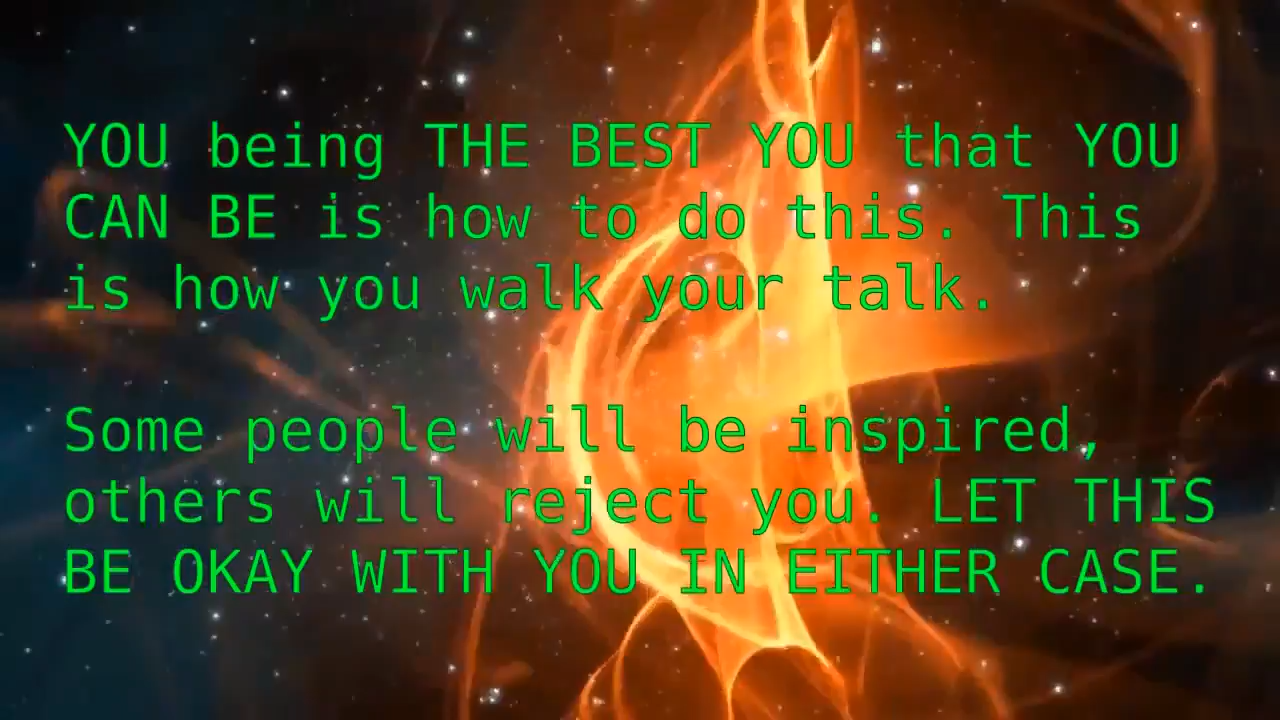 YOU being THE BEST YOU that YOU
CAN BE is how to do this. This
is how you walk your talk.
Some people will be inspired,
others will reject you. LET THIS
BE OKAY WITH YOU IN EITHER CASE.